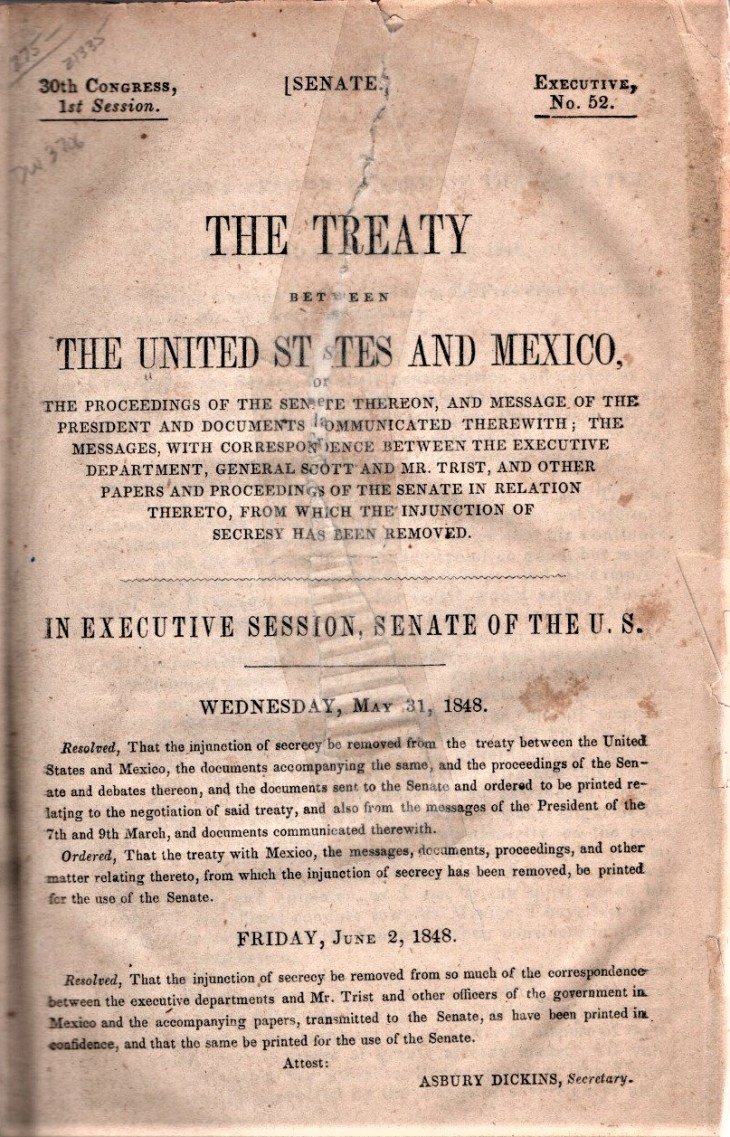 275-
21335
30th Congress, [SENATE.] Executive,
1st Session. No. 52.
THE TREATY
BETWEEN
THE UNITED STATES AND MEXICO,
THE PROCEEDINGS OF THE SENATE THEREON, AND MESSAGE OF THE
PRESIDENT AND DOCUMENTS COMMUNICATED THEREWITH; THE
MESSAGES, WITH CORRESPONDENCE BETWEEN THE EXECUTIVE
DEPARTMENT, GENERAL SCOTT AND MR. TRIST, AND OTHER
PAPERS AND PROCEEDINGS OF THE SENATE IN RELATION
THERETO, FROM WHICH THE INJUNCTION OF
SECRESY HAS BEEN REMOVED.
IN EXECUTIVE SESSION, SENATE OF THE U. S.
WEDNESDAY, May 31, 1848.
Resolved, That the injunction of secrecy be removed from the treaty between the United
States and Mexico, the documents accompanying the same, and the proceedings of the Sen-
ate and debates thereon, and the documents sent to the Senate and ordered to be printed re-
lating to the negotiation of said treaty, and also from the messages of the President of the
7th and 9th March, and documents communicated therewith.
Ordered, That the treaty with Mexico, the messages, documents, proceedings, and other
matter relating thereto, from which the injunction of secrecy has been removed, be printed
for the use of the Senate.
FRIDAY, June 2, 1848.
Resolved, That the injunction of secrecy be removed from so much of the correspondence
between the executive departments and Mr. Trist and other officers of the government in
Mexico and the accompanying papers, transmitted to the Senate, as have been printed in
confidence, and that the same be printed for the use of the Senate.
Attest:
ASBURY DICKINS, Secretary.